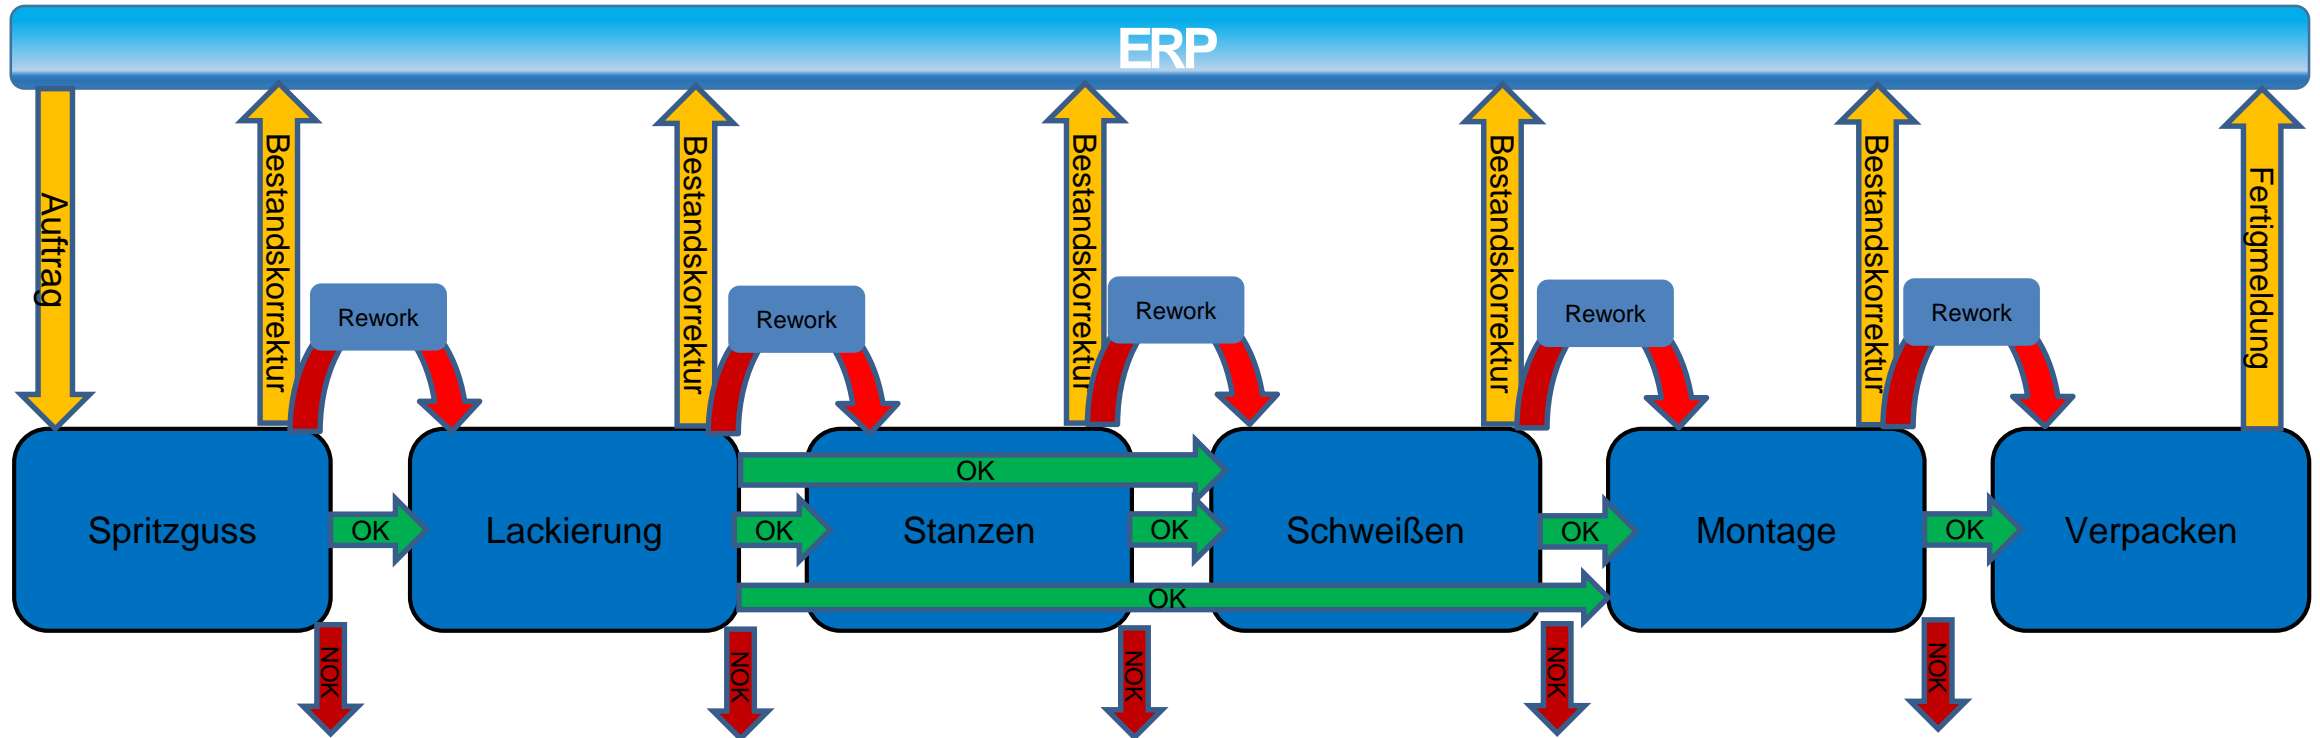 ERP
Auftrag
Bestandskorrektur
Bestandskorrektur
Bestandskorrektur
Bestandskorrektur
Bestandskorrektur
Fertigmeldung
Rework
Rework
Rework
Rework
Rework
Spritzguss
OK
Lackierung
OK
OK
OK
Stanzen
OK
Schweißen
OK
Montage
OK
Verpacken
NOK
NOK
NOK
NOK
NOK